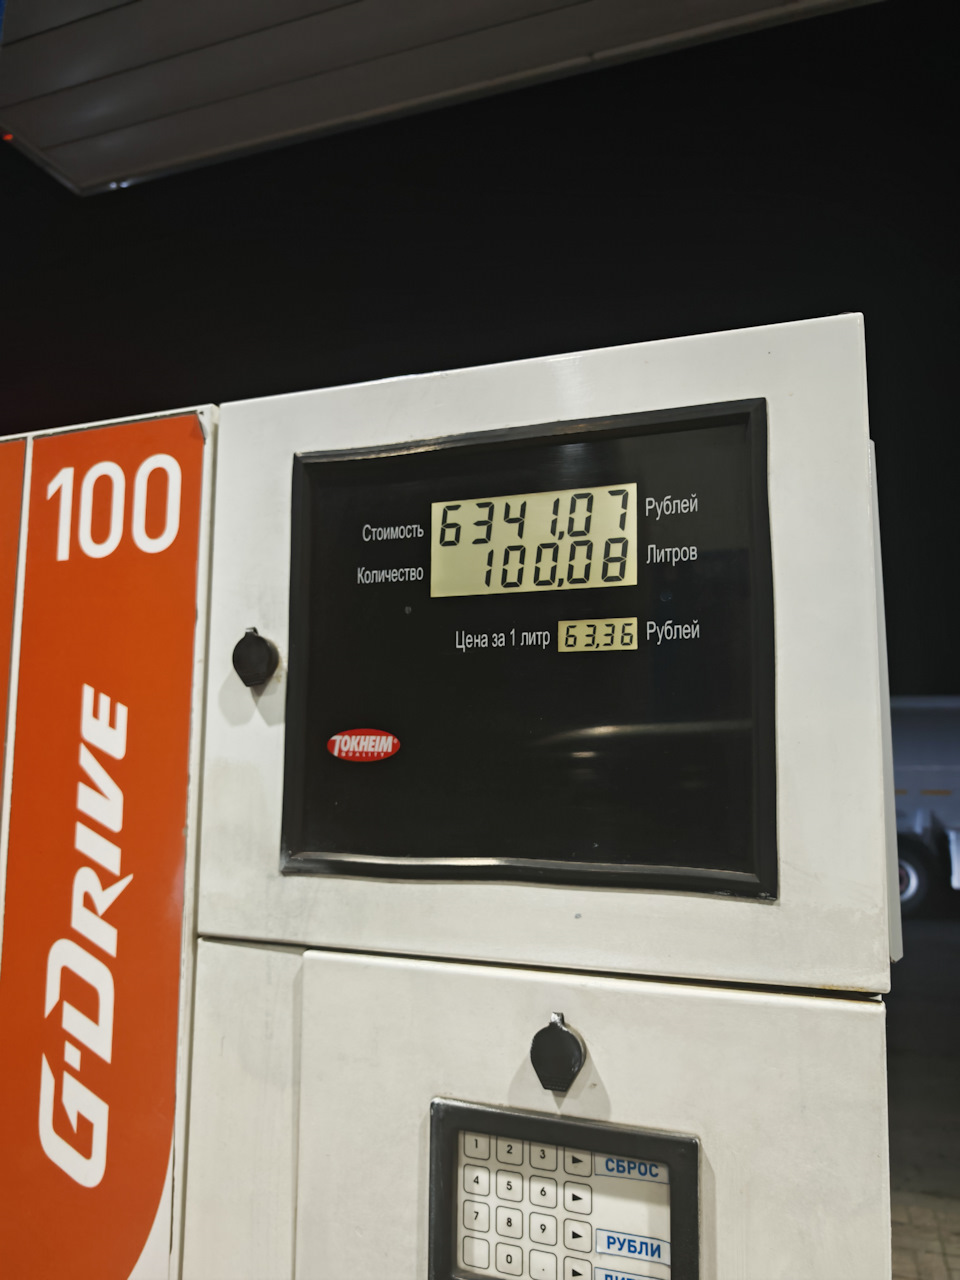 100
G-DRIVE
Стоимость 6341,07 Рублей
Количество 100,08 Литров
Цена за 1 литр 63,36 Рублей
TOKHEIM
QUALITY
1 2 3 ► СБРОС
4 5 6 ►
7 8 9 ► РУБЛИ
0 . ►